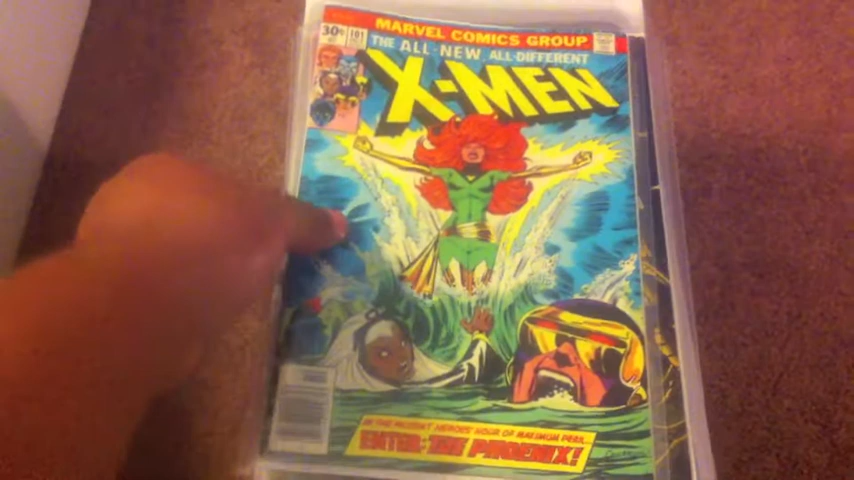 MARVEL COMICS GROUP
30¢ 101
THE ALL-NEW, ALL-DIFFERENT
X-MEN
IN THE MUTANT HEROES' HOUR OF MAXIMUM PERIL...
ENTER: THE PHOENIX!